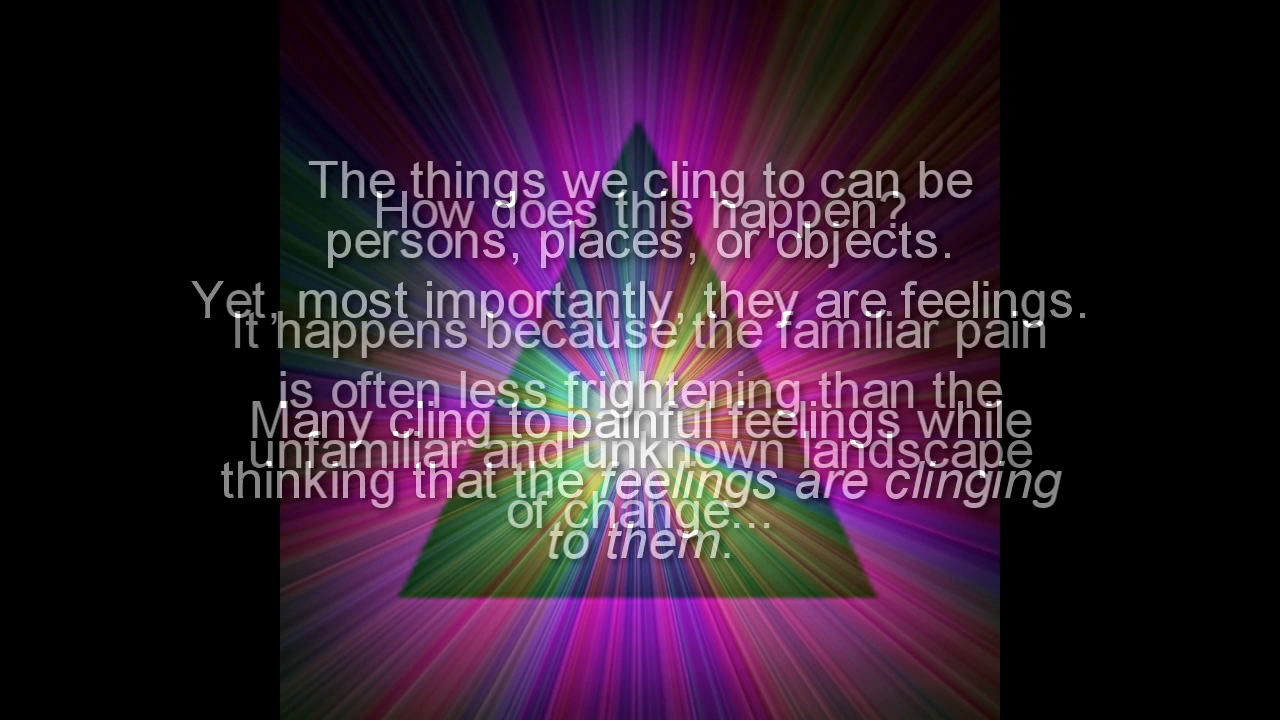 The things we cling to can be
persons, places, or objects.
Yet, most importantly, they are feelings.
Many cling to painful feelings while
thinking that the feelings are clinging
to them.
How does this happen?
It happens because the familiar pain
is often less frightening than the
unfamiliar and unknown landscape
of change...